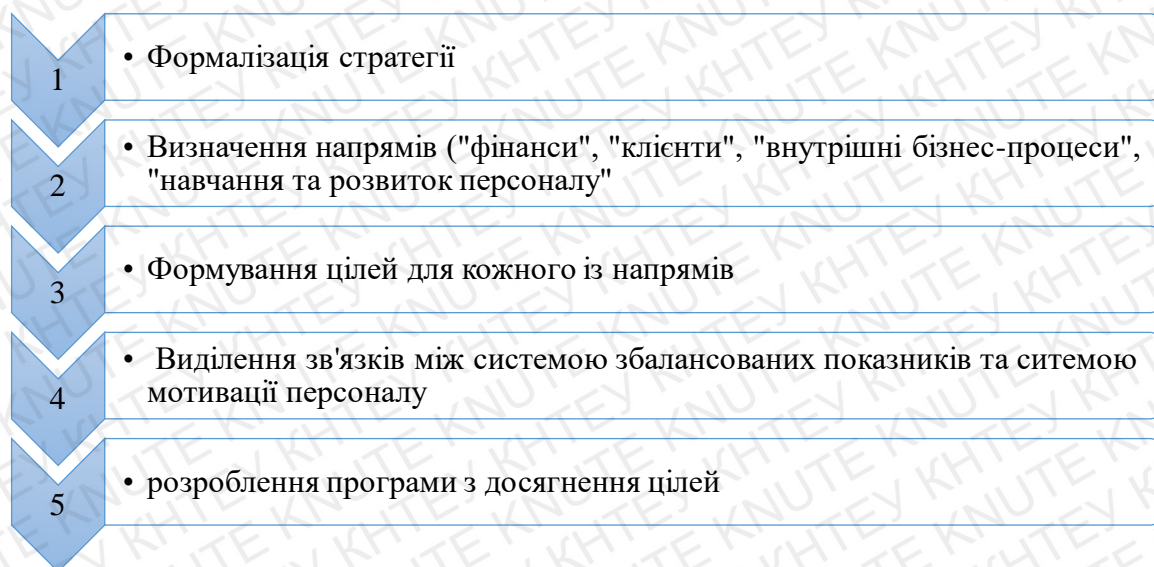 1
• Формалізація стратегії
2
• Визначення напрямів ("фінанси", "клієнти", "внутрішні бізнес-процеси",
"навчання та розвиток персоналу"
3
• Формування цілей для кожного із напрямів
4
• Виділення зв'язків між системою збалансованих показників та ситемою
мотивації персоналу
5
• розроблення програми з досягнення цілей